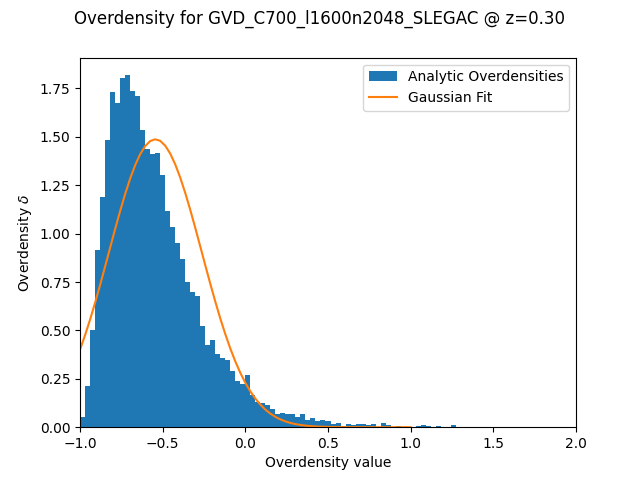 Overdensity for GVD_C700_l1600n2048_SLEGAC @ z=0.30
Analytic Overdensities
Gaussian Fit
Overdensity δ
1.75
1.50
1.25
1.00
0.75
0.50
0.25
0.00
−1.0 −0.5 0.0 0.5 1.0 1.5 2.0
Overdensity value